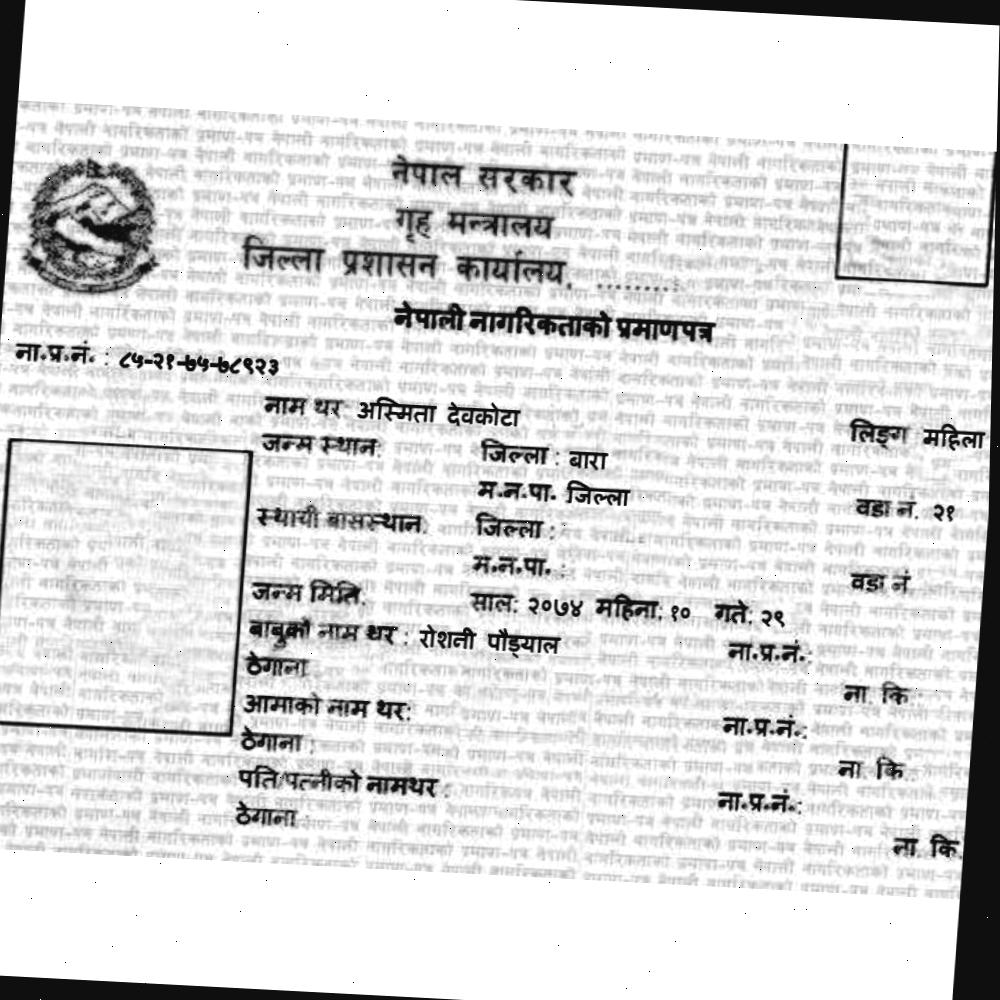 नेपाल सरकार
गृह मन्त्रालय
जिल्ला प्रशासन कार्यालय, ........:
नेपाली नागरिकताको प्रमाणपत्र
ना.प्र.नं. : ८५-२१-७५-७८९२३
नाम थर: अस्मिता देवकोटा लिङ्ग महिला
जन्म स्थान: जिल्ला : बारा
म.न.पा. जिल्ला वडा नं. २१
स्थायी बासस्थान: जिल्ला :
म.न.पा. : वडा नं
जन्म मिति: साल: २०७४ महिना: १० गते: २९
बाबुको नाम थर : रोशनी पौड्याल ना.प्र.नं.:
ठेगाना ना. कि :
आमाको नाम थर: ना.प्र.नं.:
ठेगाना : ना. कि :
पति/पत्नीको नामथर : ना.प्र.नं.:
ठेगाना ना. कि.